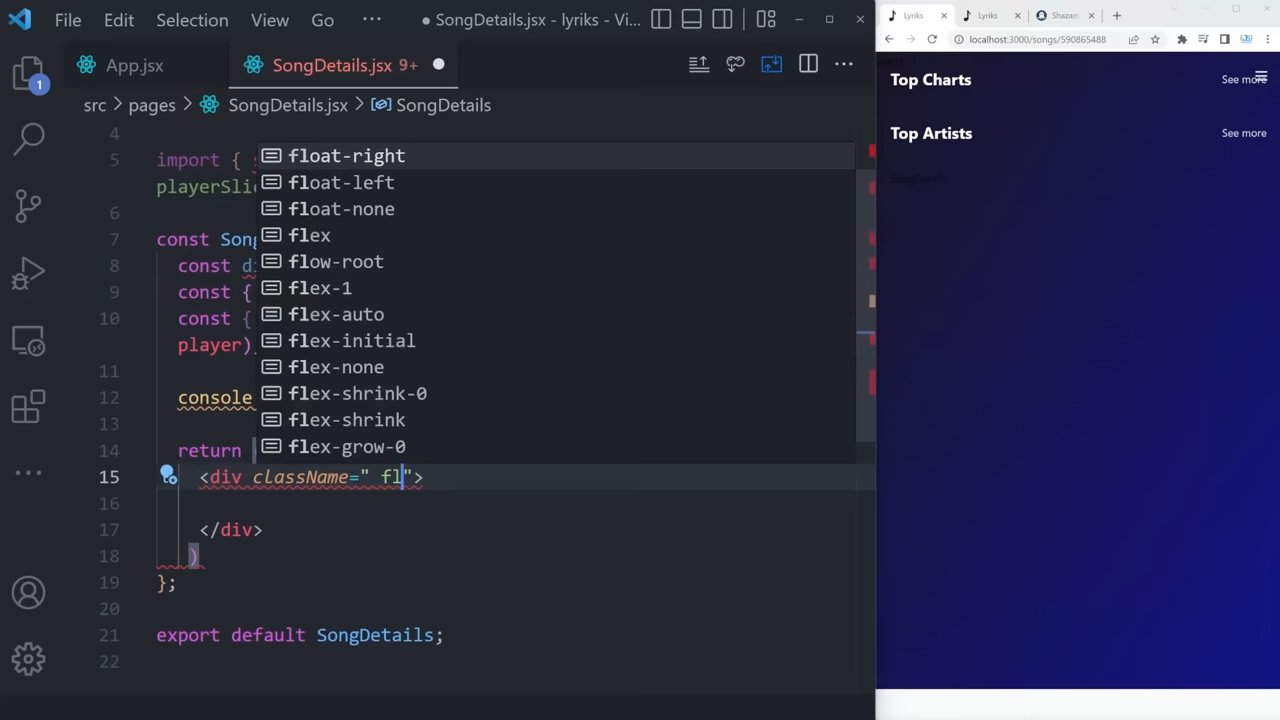 File Edit Selection View Go ··· ● SongDetails.jsx - lyriks - Vi...
App.jsx SongDetails.jsx 9+ ●
src > pages > SongDetails.jsx > SongDetails
4
5 import {
playerSli
6
7 const Song
8 const di
9 const {
10 const {
player)
11
12 console
13
14 return
15 <div className=" fl">
16
17 </div>
18 )
19 };
20
21 export default SongDetails;
22
float-right
float-left
float-none
flex
flow-root
flex-1
flex-auto
flex-initial
flex-none
flex-shrink-0
flex-shrink
flex-grow-0
1
Lyriks Lyriks Shazam
localhost:3000/songs/590865488
Top Charts See more
Top Artists See more
SongDetails